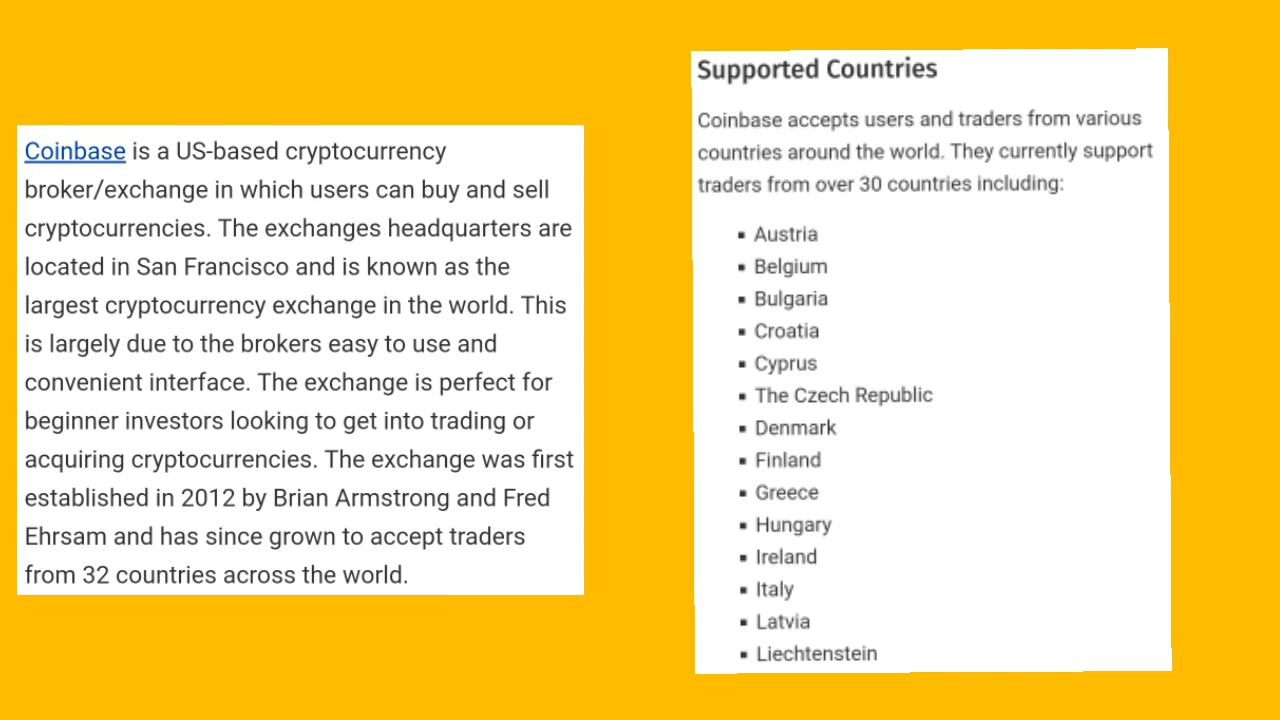 Coinbase is a US-based cryptocurrency
broker/exchange in which users can buy and sell
cryptocurrencies. The exchanges headquarters are
located in San Francisco and is known as the
largest cryptocurrency exchange in the world. This
is largely due to the brokers easy to use and
convenient interface. The exchange is perfect for
beginner investors looking to get into trading or
acquiring cryptocurrencies. The exchange was first
established in 2012 by Brian Armstrong and Fred
Ehrsam and has since grown to accept traders
from 32 countries across the world.
Supported Countries
Coinbase accepts users and traders from various
countries around the world. They currently support
traders from over 30 countries including:
▪ Austria
▪ Belgium
▪ Bulgaria
▪ Croatia
▪ Cyprus
▪ The Czech Republic
▪ Denmark
▪ Finland
▪ Greece
▪ Hungary
▪ Ireland
▪ Italy
▪ Latvia
▪ Liechtenstein